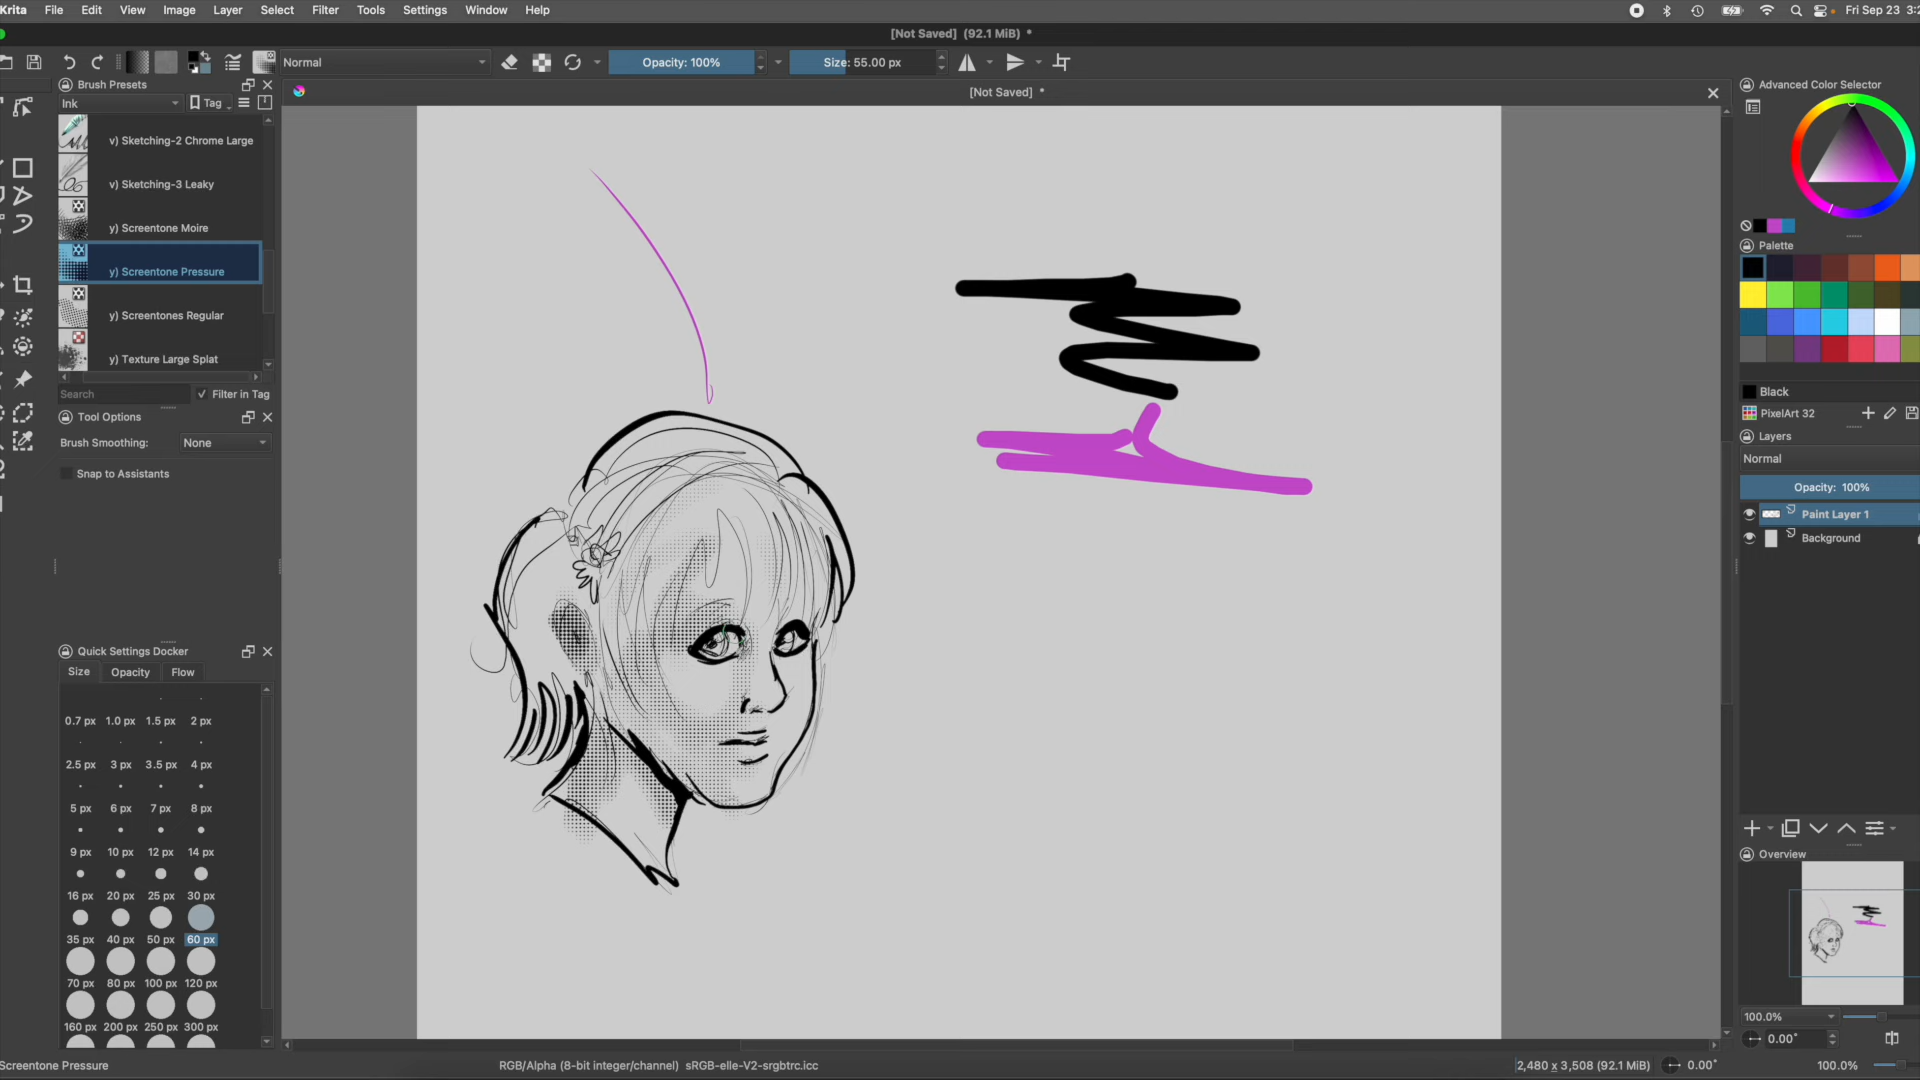 Krita File Edit View Image Layer Select Filter Tools Settings Window Help Fri Sep 23
[Not Saved] (92.1 MiB) *
Normal Opacity: 100% Size: 55.00 px
Brush Presets
[Not Saved] *
Advanced Color Selector
Ink Tag
v) Sketching-2 Chrome Large
v) Sketching-3 Leaky
y) Screentone Moire
y) Screentone Pressure
y) Screentones Regular
y) Texture Large Splat
Search Filter in Tag
Tool Options
Brush Smoothing: None
Snap to Assistants
Quick Settings Docker
Size Opacity Flow
0.7 px 1.0 px 1.5 px 2 px
2.5 px 3 px 3.5 px 4 px
5 px 6 px 7 px 8 px
9 px 10 px 12 px 14 px
16 px 20 px 25 px 30 px
35 px 40 px 50 px 60 px
70 px 80 px 100 px 120 px
160 px 200 px 250 px 300 px
Palette
Black
PixelArt 32
Layers
Normal
Opacity: 100%
Paint Layer 1
Background
Overview
100.0%
0.00°
Screentone Pressure RGB/Alpha (8-bit integer/channel) sRGB-elle-V2-srgbtrc.icc 2,480 x 3,508 (92.1 MiB) 0.00° 100.0%